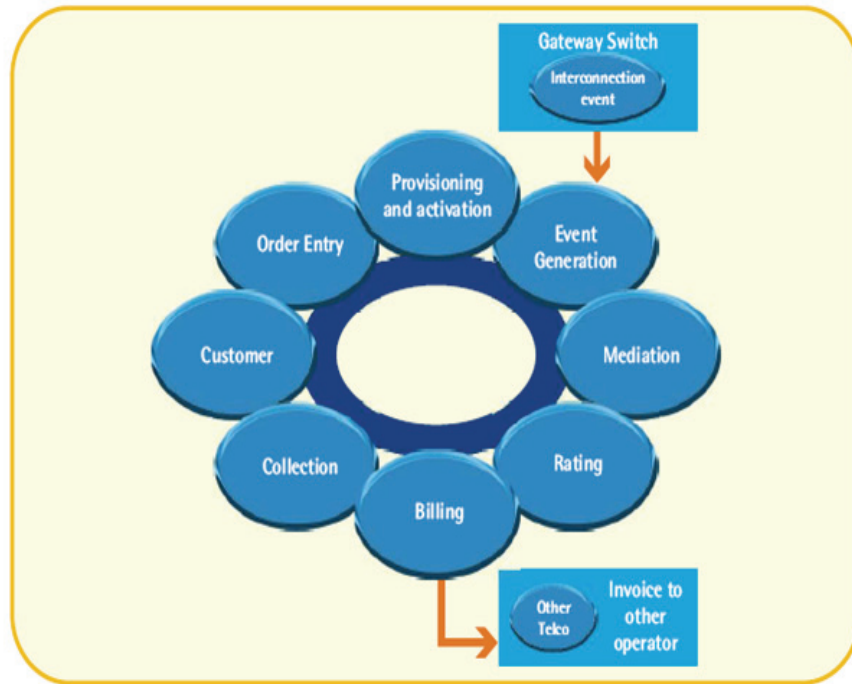 Gateway Switch
Interconnection
event
Provisioning
and activation
Order Entry
Event
Generation
Customer
Mediation
Collection
Rating
Billing
Other
Telco
Invoice to
other
operator